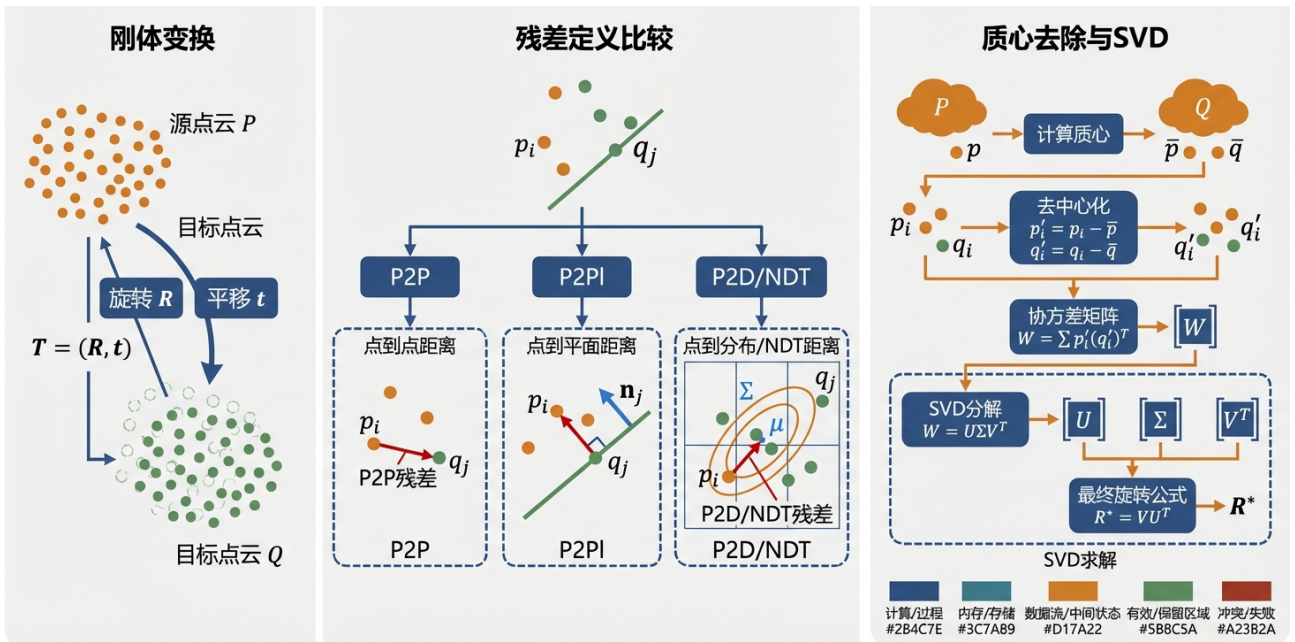 刚体变换
源点云 P
目标点云
旋转 R
平移 t
T = (R, t)
目标点云 Q
残差定义比较
p_i
q_j
P2P
P2Pl
P2D/NDT
点到点距离
p_i
q_j
P2P残差
P2P
点到平面距离
n_j
p_i
q_j
P2Pl
点到分布/NDT距离
q_j
Σ
μ
p_i
P2D/NDT残差
P2D/NDT
质心去除与SVD
P
计算质心
Q
p
p̅ q̅
p_i
q_i
去中心化
p'_i = p_i − p̅
q'_i = q_i − q̅
q'_i
q'_i
协方差矩阵
W = ∑ p'_i(q'_i)^T
[W]
SVD分解
W = UΣV^T
[U]
[Σ]
[V^T]
最终旋转公式
R* = VU^T
R*
SVD求解
计算/过程
#2B4C7E
内存/存储
#3C7A89
数据流/中间状态
#D17A22
有效/保留区域
#5B8C5A
冲突/失败
#A23B2A